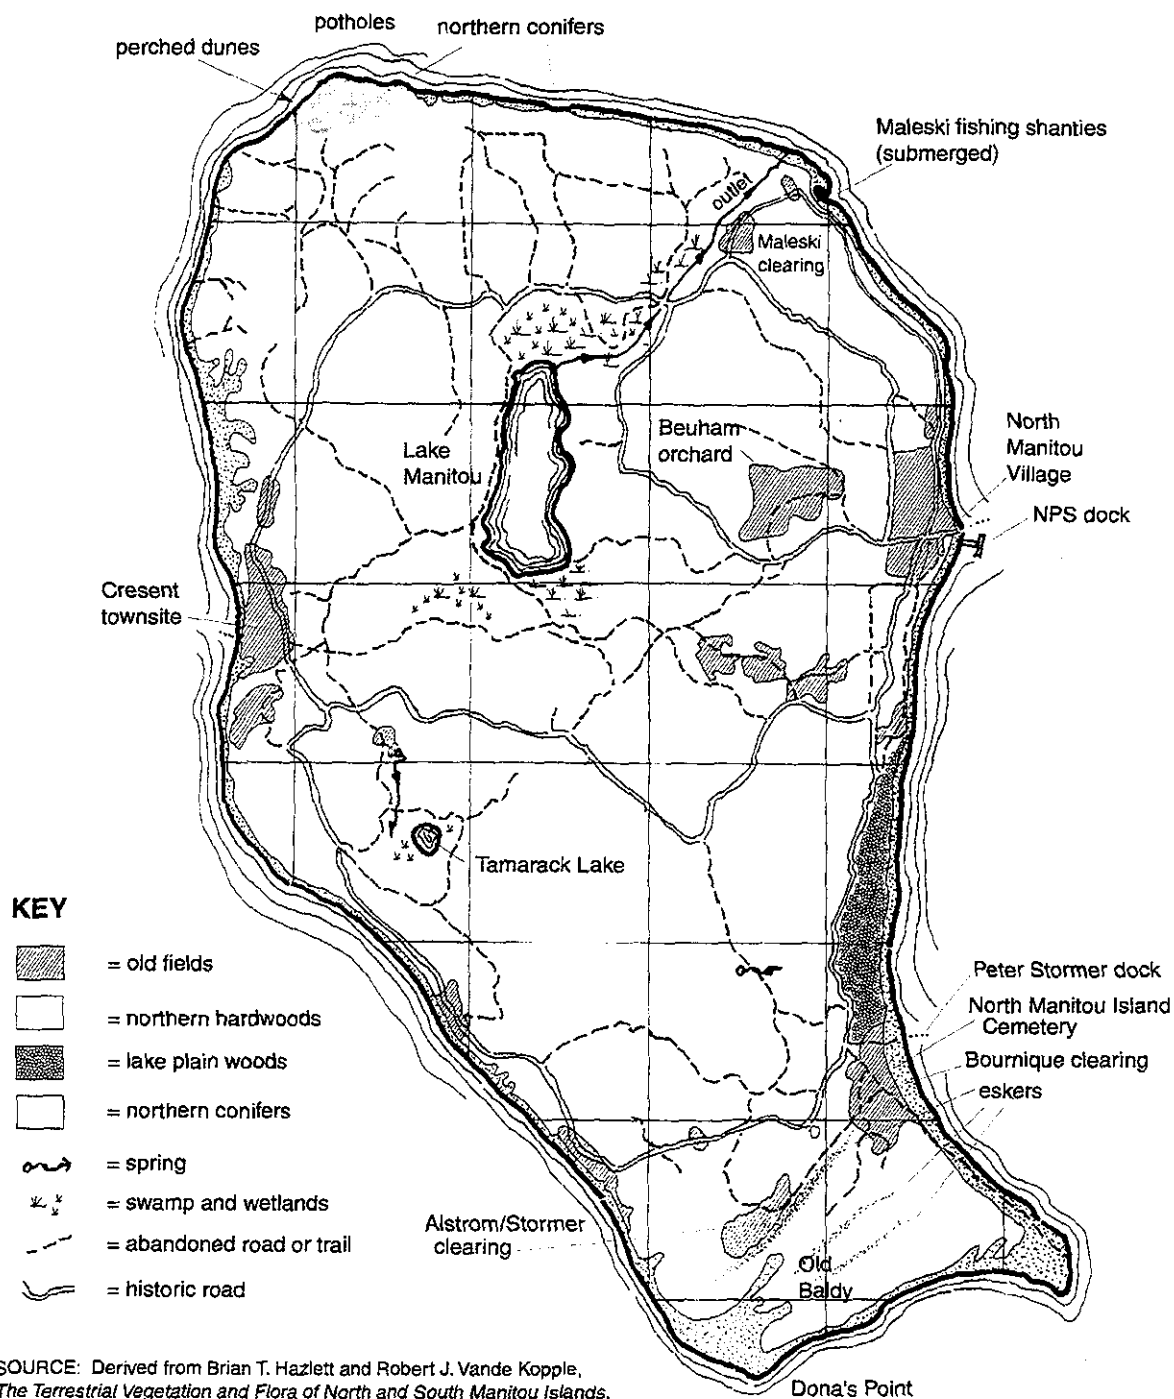 potholes
northern conifers
perched dunes
Maleski fishing shanties
(submerged)
outlet
Maleski
clearing
North
Manitou
Village
Beuham
orchard
Lake
Manitou
NPS dock
Cresent
townsite
Tamarack Lake
KEY
= old fields
= northern hardwoods
= lake plain woods
= northern conifers
= spring
= swamp and wetlands
= abandoned road or trail
= historic road
Peter Stormer dock
North Manitou Island
Cemetery
Bournique clearing
eskers
Alstrom/Stormer
clearing
Old
Baldy
Dona's Point
SOURCE: Derived from Brian T. Hazlett and Robert J. Vande Kopple,
The Terrestrial Vegetation and Flora of North and South Manitou Islands,